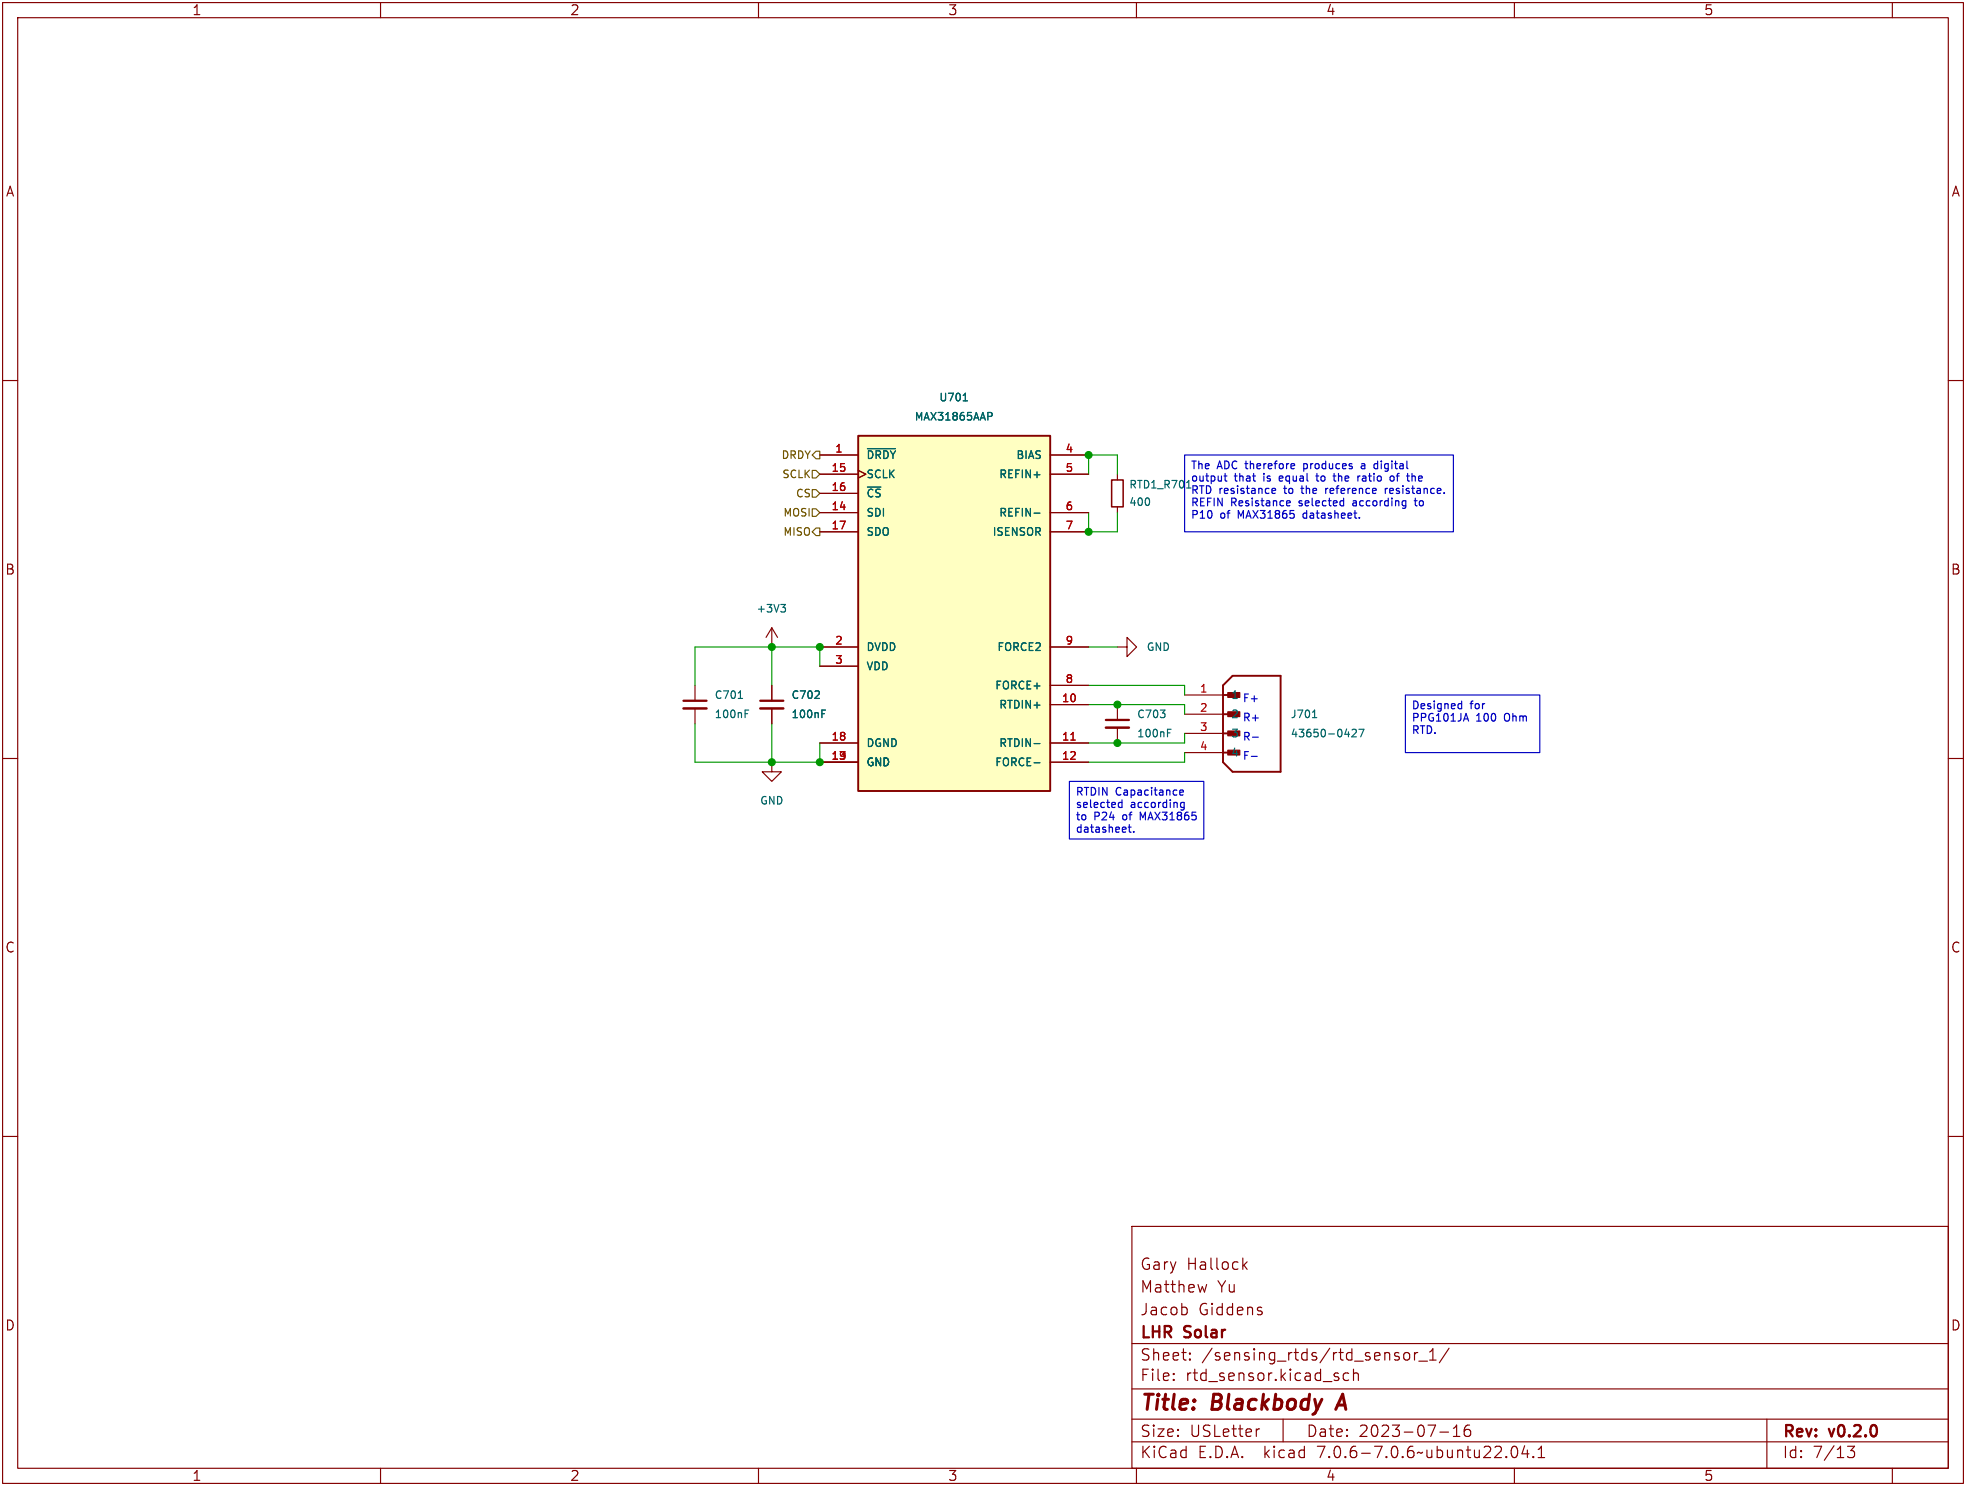 1 2 3 4 5
A A
B B
C C
D D
U701
MAX31865AAP
DRDY 1 DRDY
SCLK 15 SCLK
CS 16 CS
MOSI 14 SDI
MISO 17 SDO
BIAS 4
REFIN+ 5
REFIN- 6
ISENSOR 7
RTD1_R701
400
The ADC therefore produces a digital
output that is equal to the ratio of the
RTD resistance to the reference resistance.
REFIN Resistance selected according to
P10 of MAX31865 datasheet.
+3V3
2 DVDD
3 VDD
FORCE2 9 GND
C701
100nF
C702
100nF
FORCE+ 8
RTDIN+ 10
C703
100nF
18 DGND
GND
RTDIN- 11
FORCE- 12
GND
1 F+
2 R+
3 R-
4 F-
J701
43650-0427
Designed for
PPG101JA 100 Ohm
RTD.
RTDIN Capacitance
selected according
to P24 of MAX31865
datasheet.
Gary Hallock
Matthew Yu
Jacob Giddens
LHR Solar
Sheet: /sensing_rtds/rtd_sensor_1/
File: rtd_sensor.kicad_sch
Title: Blackbody A
Size: USLetter Date: 2023-07-16 Rev: v0.2.0
KiCad E.D.A. kicad 7.0.6-7.0.6~ubuntu22.04.1 Id: 7/13
1 2 3 4 5